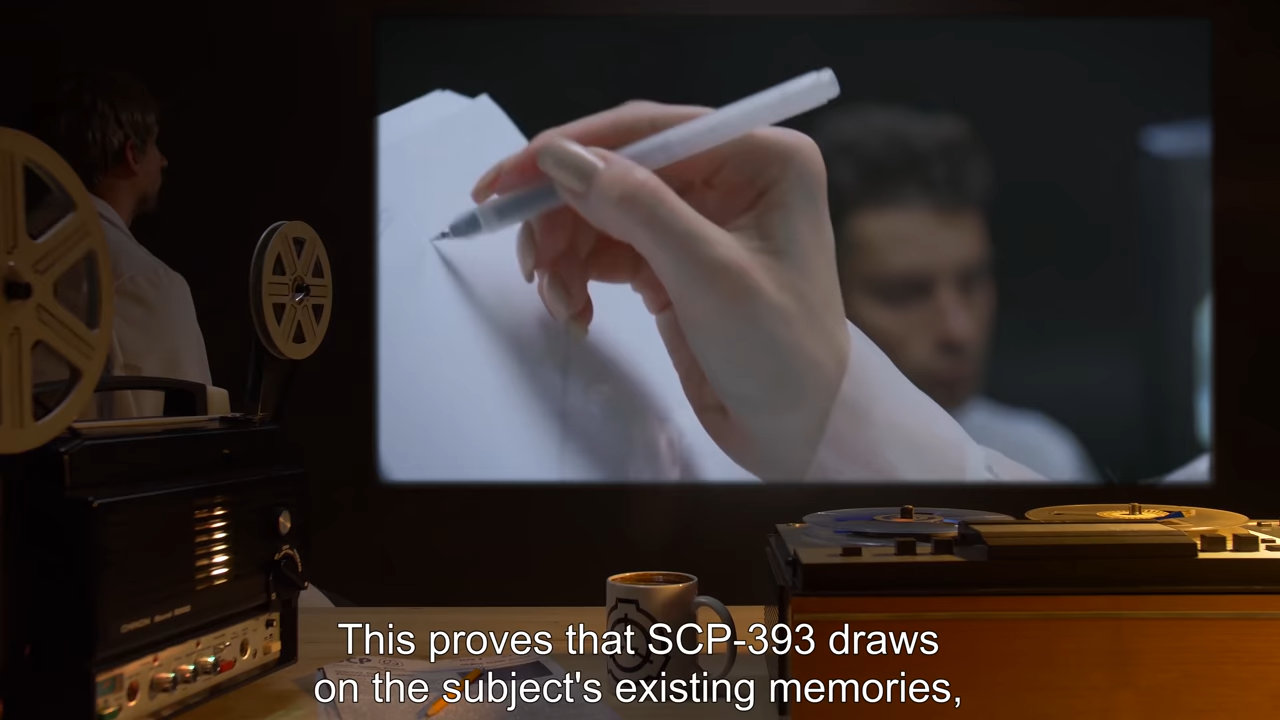 This proves that SCP-393 draws
on the subject's existing memories,